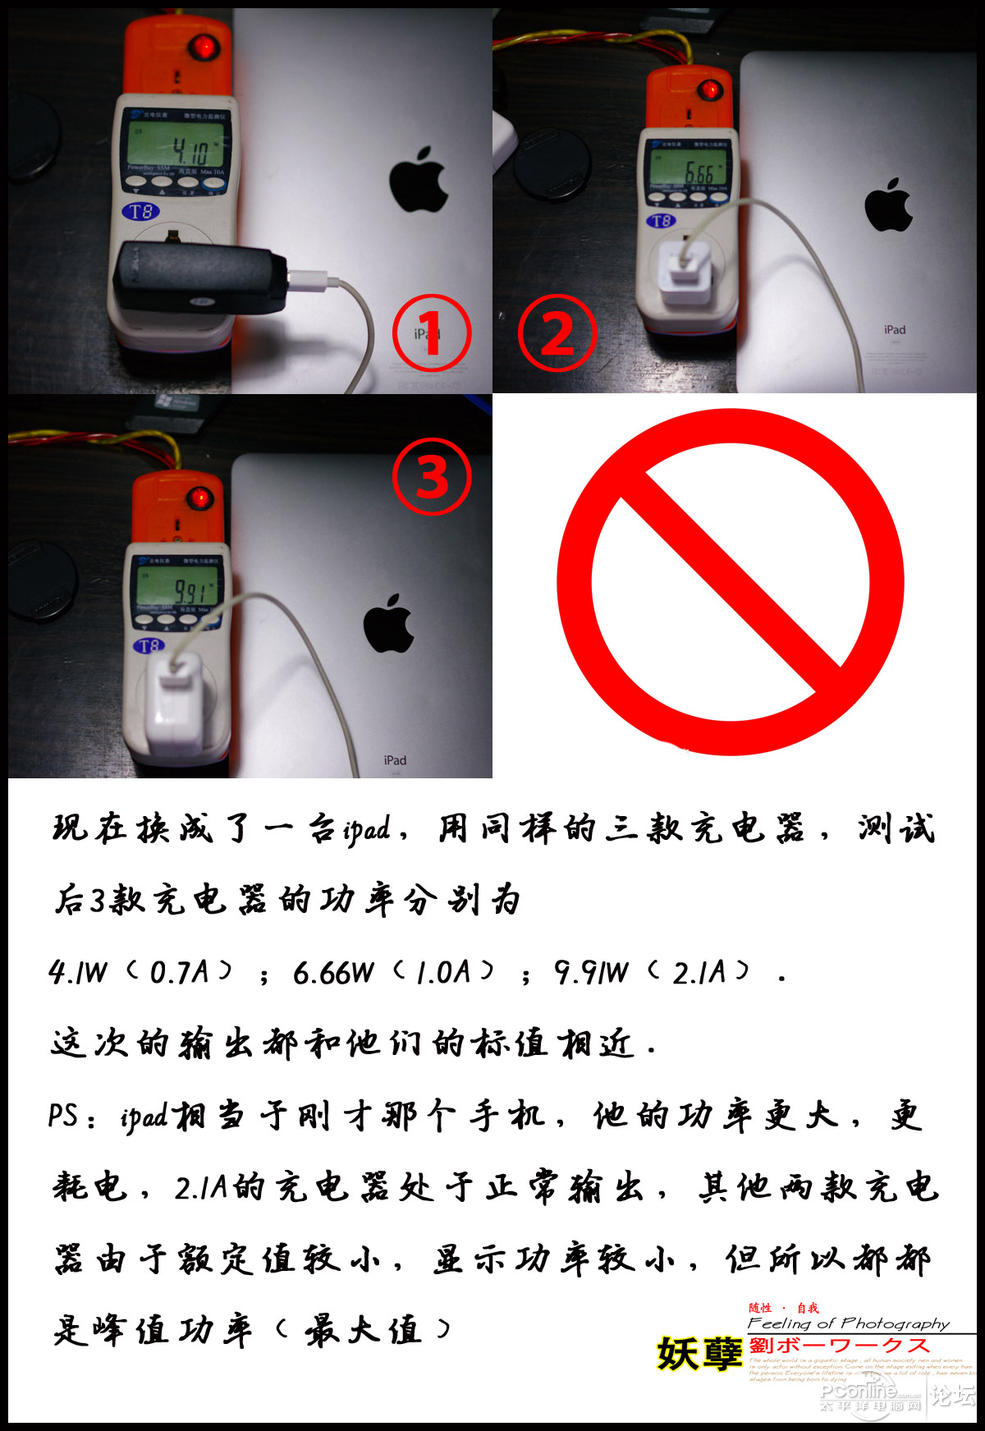 4.10
T8
iPad
1
6.66
T8
iPad
2
9.91
T8
iPad
3
现在换成了一台ipad，用同样的三款充电器，测试
后3款充电器的功率分别为
4.1W（0.7A）；6.66W（1.0A）；9.91W（2.1A）.
这次的输出都和他们的标值相近.
PS：ipad相当于刚才那个手机，他的功率更大，更
耗电，2.1A的充电器处于正常输出，其他两款充电
器由于额定值较小，显示功率较小，但所以都都
是峰值功率（最大值）
随性 · 自我
Feeling of Photography
妖孽 劉ボーワークス
PConline.com.cn
太平洋电脑网 论坛